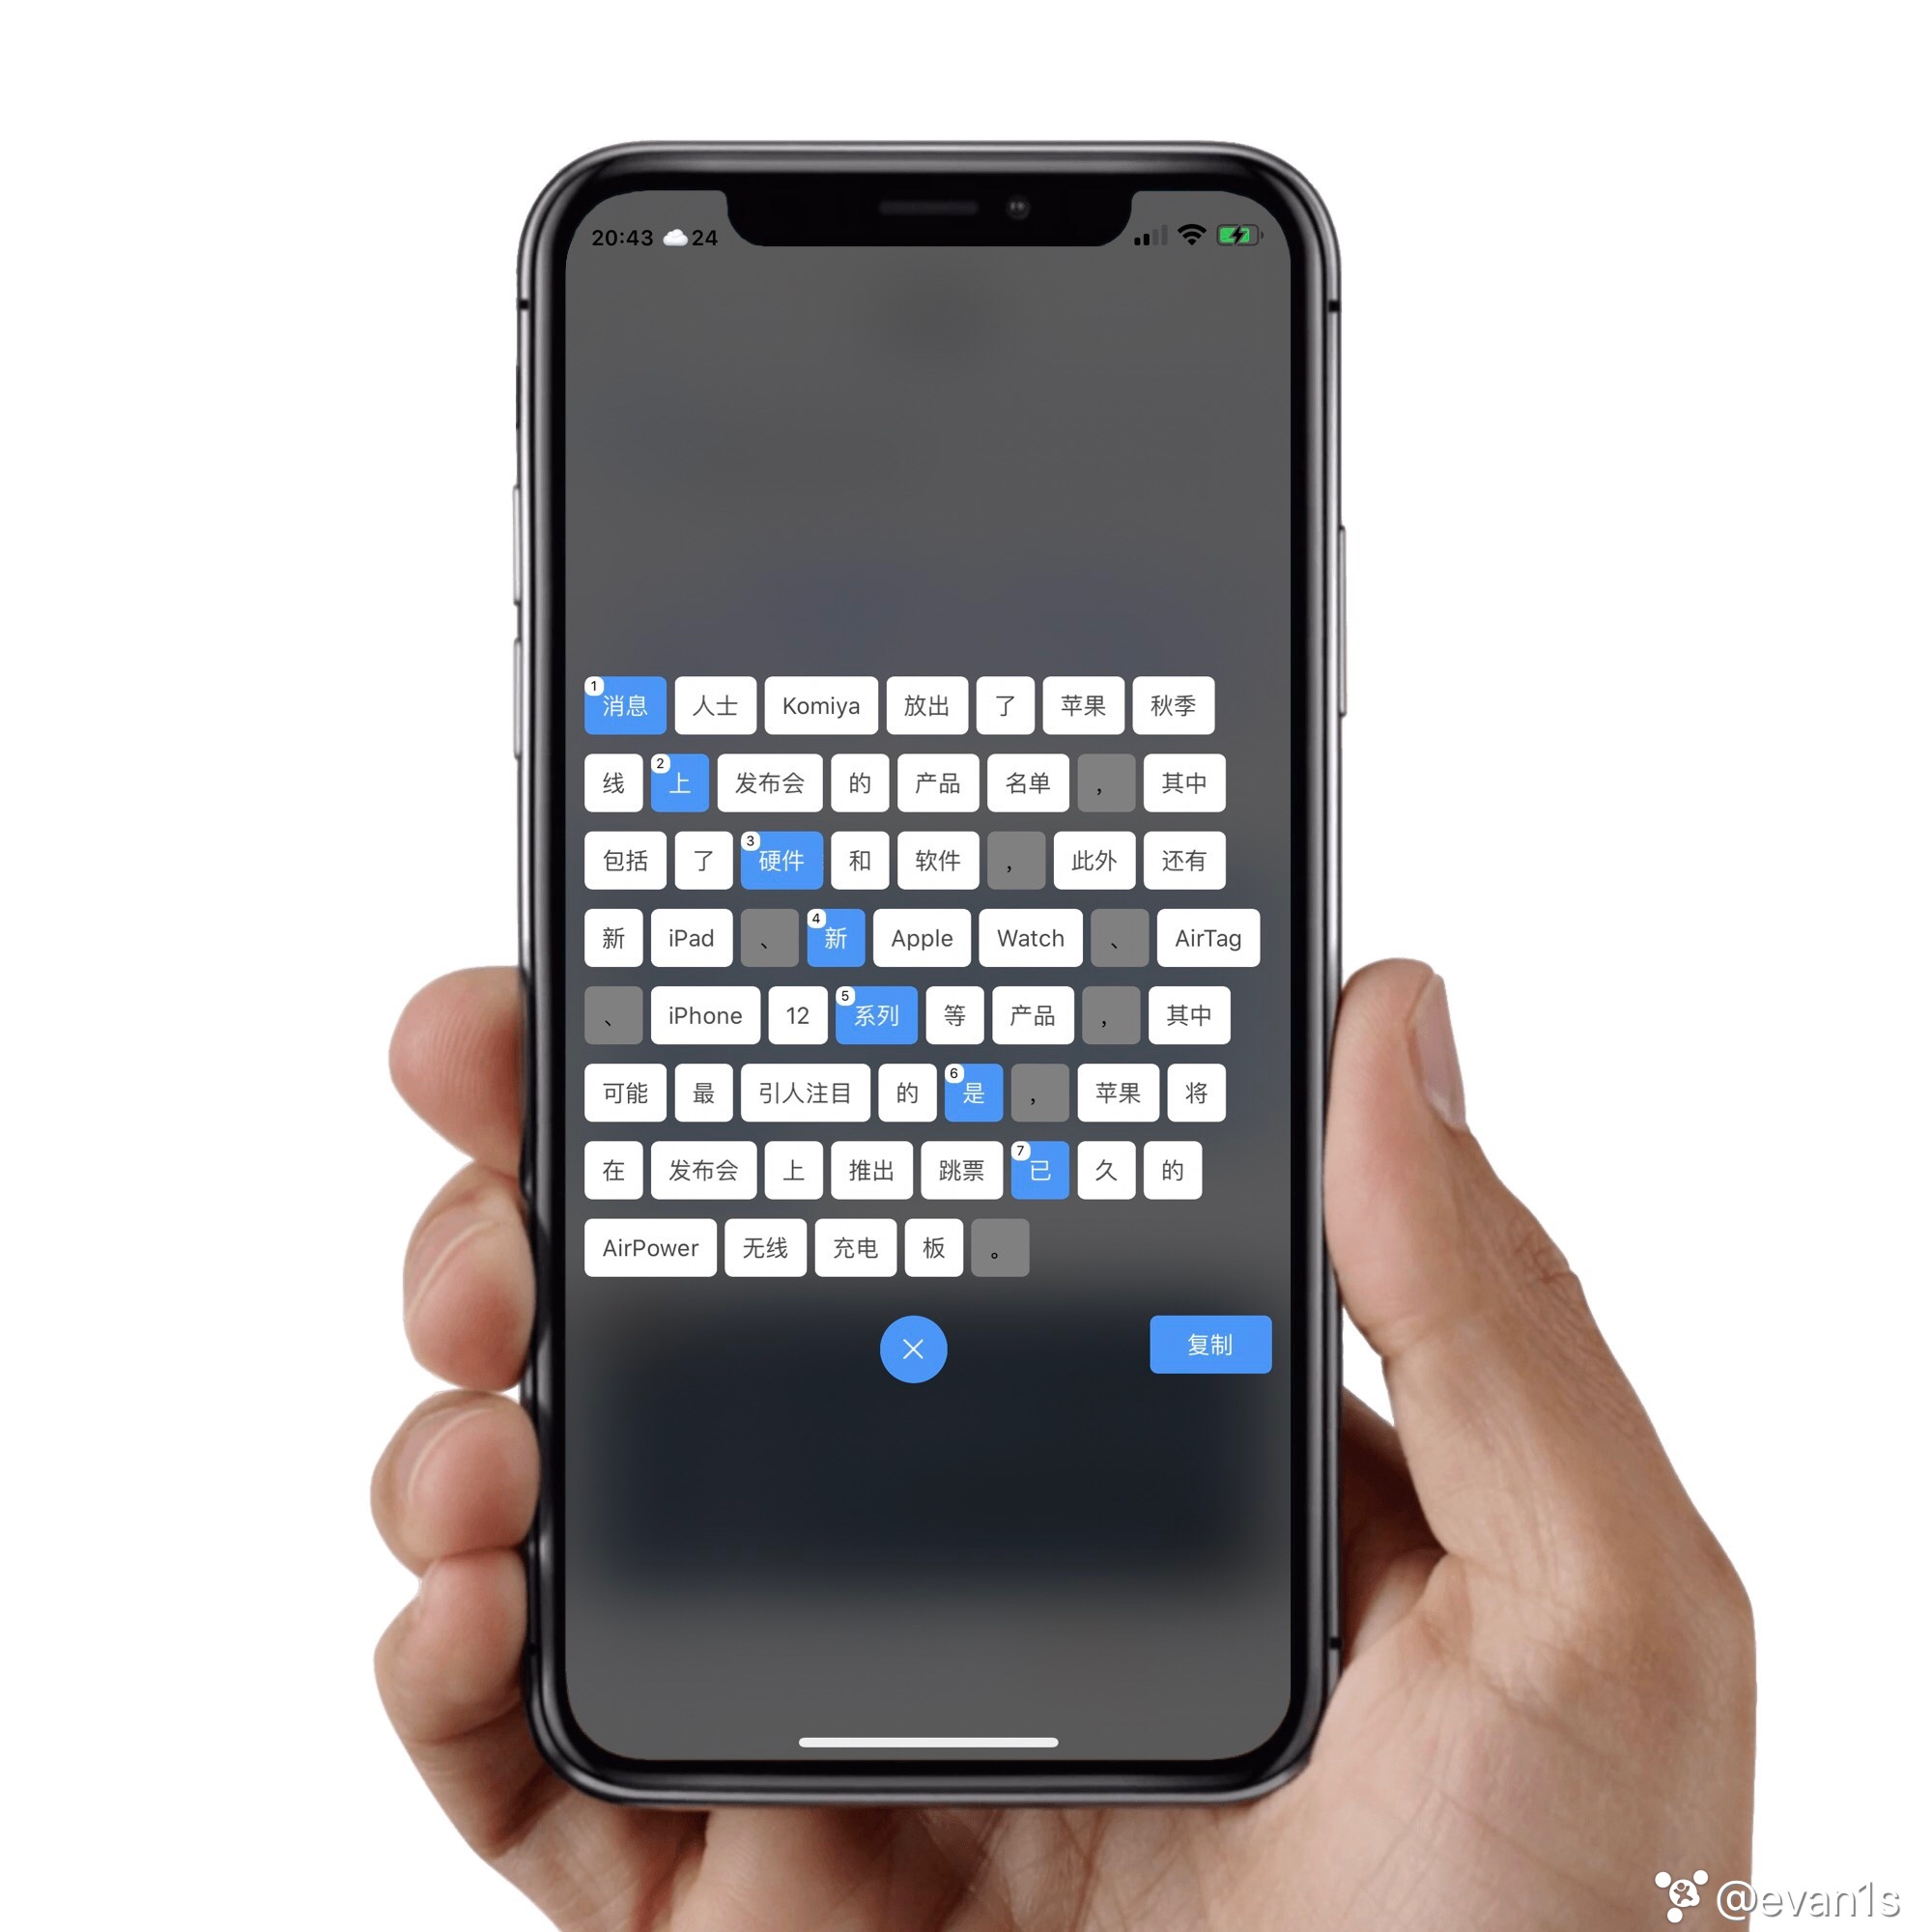 20:43 24
1 消息 人士 Komiya 放出 了 苹果 秋季
线 2 上 发布会 的 产品 名单 ， 其中
包括 了 3 硬件 和 软件 ， 此外 还有
新 iPad 、 4 新 Apple Watch 、 AirTag
、 iPhone 12 5 系列 等 产品 ， 其中
可能 最 引人注目 的 6 是 ， 苹果 将
在 发布会 上 推出 跳票 7 已 久 的
AirPower 无线 充电 板 。
复制
@evan1s